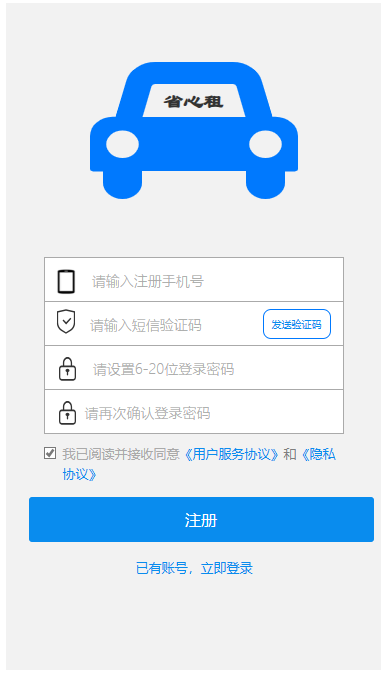 省心租
请输入注册手机号
请输入短信验证码
发送验证码
请设置6-20位登录密码
请再次确认登录密码
我已阅读并接收同意《用户服务协议》和《隐私
协议》
注册
已有账号，立即登录